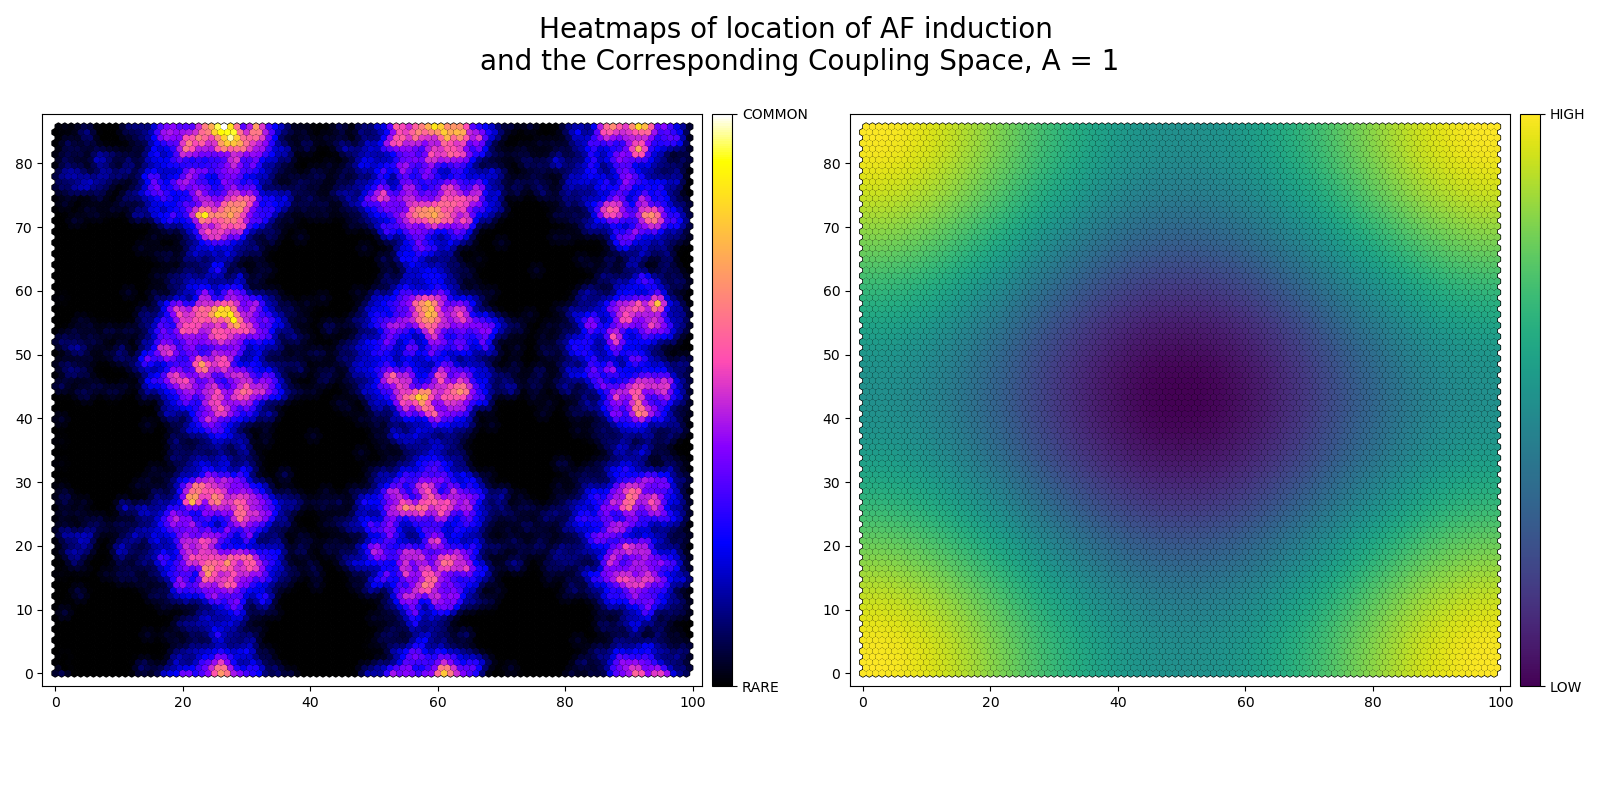 Heatmaps of location of AF induction
and the Corresponding Coupling Space, A = 1
COMMON
RARE
80
70
60
50
40
30
20
10
0
0 20 40 60 80 100
HIGH
LOW
80
70
60
50
40
30
20
10
0
0 20 40 60 80 100